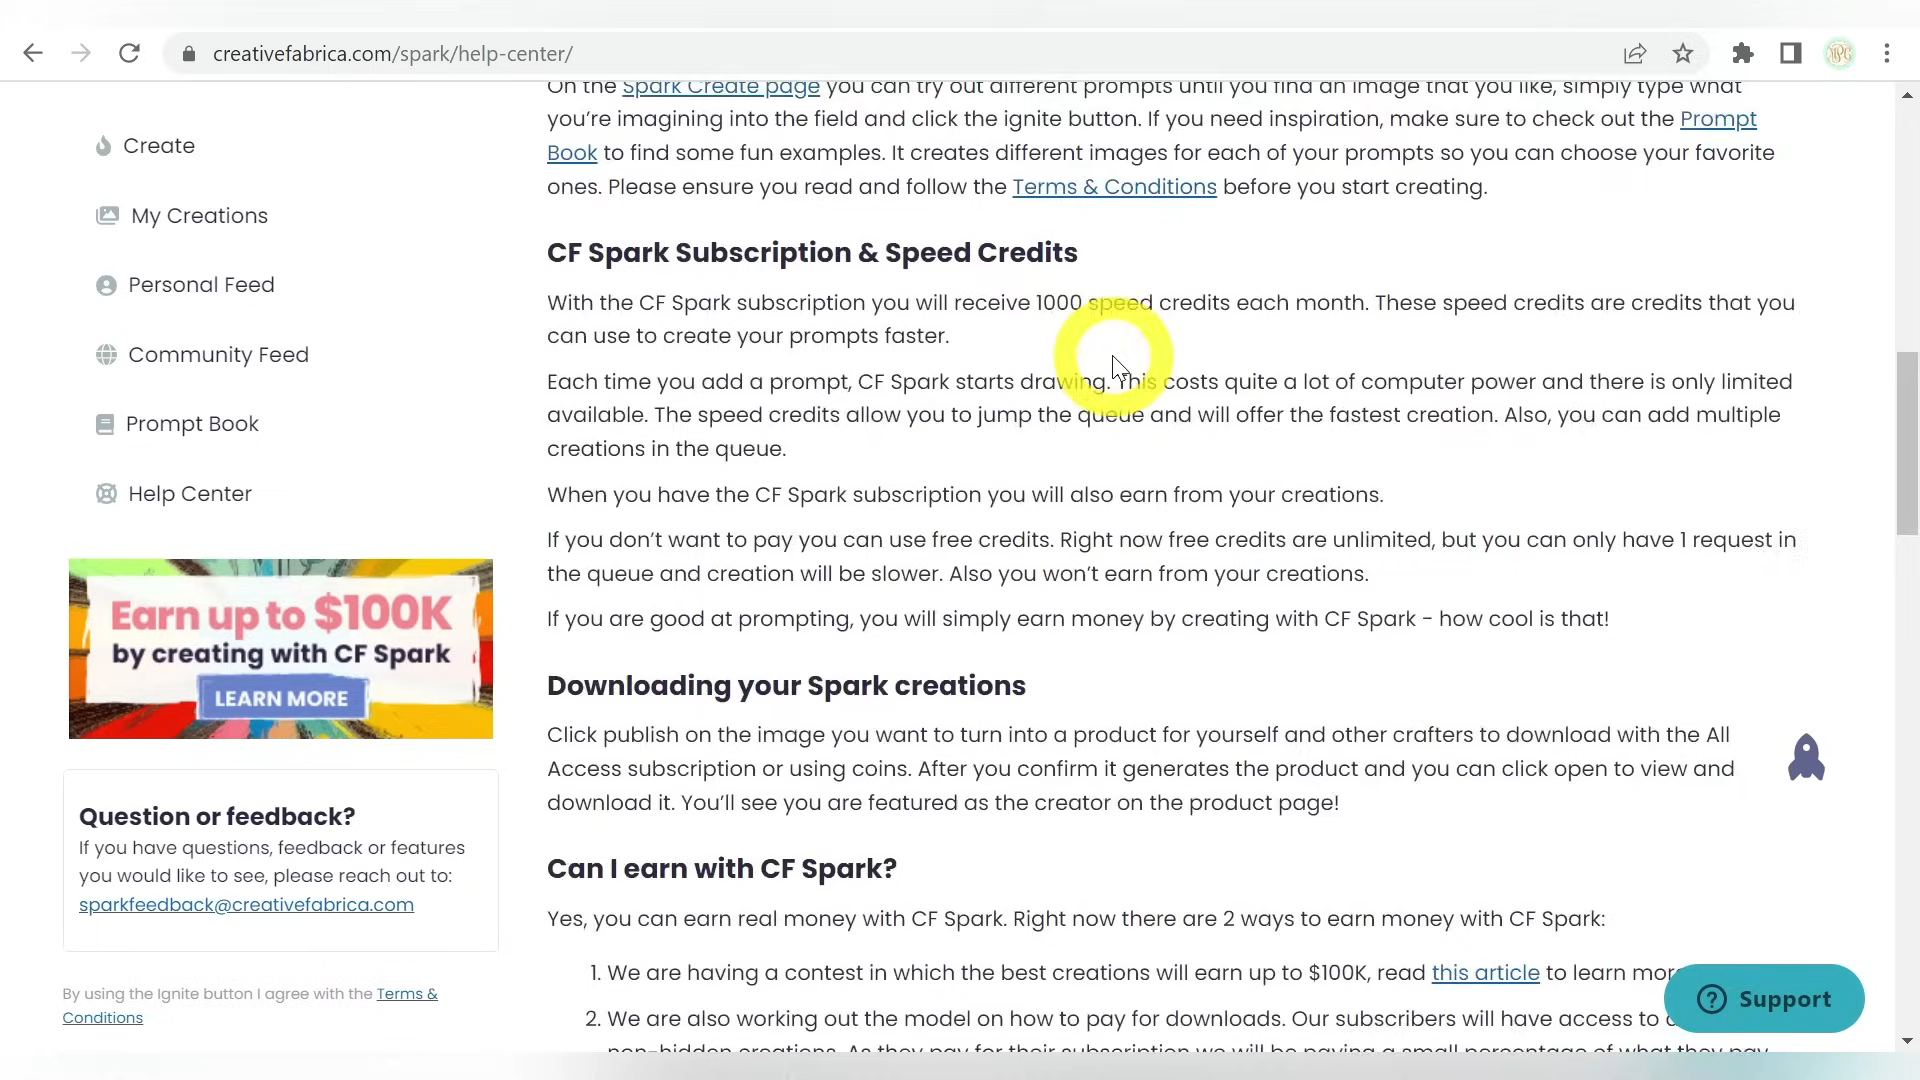 creativefabrica.com/spark/help-center/
Create
My Creations
Personal Feed
Community Feed
Prompt Book
Help Center
Earn up to $100K
by creating with CF Spark
LEARN MORE
Question or feedback?
If you have questions, feedback or features
you would like to see, please reach out to:
sparkfeedback@creativefabrica.com
By using the Ignite button I agree with the Terms &
Conditions
On the Spark Create page you can try out different prompts until you find an image that you like, simply type what
you're imagining into the field and click the ignite button. If you need inspiration, make sure to check out the Prompt
Book to find some fun examples. It creates different images for each of your prompts so you can choose your favorite
ones. Please ensure you read and follow the Terms & Conditions before you start creating.
CF Spark Subscription & Speed Credits
With the CF Spark subscription you will receive 1000 speed credits each month. These speed credits are credits that you
can use to create your prompts faster.
Each time you add a prompt, CF Spark starts drawing. This costs quite a lot of computer power and there is only limited
available. The speed credits allow you to jump the queue and will offer the fastest creation. Also, you can add multiple
creations in the queue.
When you have the CF Spark subscription you will also earn from your creations.
If you don't want to pay you can use free credits. Right now free credits are unlimited, but you can only have 1 request in
the queue and creation will be slower. Also you won't earn from your creations.
If you are good at prompting, you will simply earn money by creating with CF Spark - how cool is that!
Downloading your Spark creations
Click publish on the image you want to turn into a product for yourself and other crafters to download with the All
Access subscription or using coins. After you confirm it generates the product and you can click open to view and
download it. You'll see you are featured as the creator on the product page!
Can I earn with CF Spark?
Yes, you can earn real money with CF Spark. Right now there are 2 ways to earn money with CF Spark:
1. We are having a contest in which the best creations will earn up to $100K, read this article to learn more
2. We are also working out the model on how to pay for downloads. Our subscribers will have access to
non-hidden creations. As they pay for their subscription we will be paying a small percentage of what they pay
Support